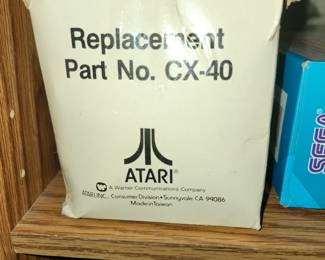 Replacement
Part No. CX-40
ATARI®
A Warner Communications Company
ATARI, INC., Consumer Division • Sunnyvale, CA 94086
Made in Taiwan
SEGA